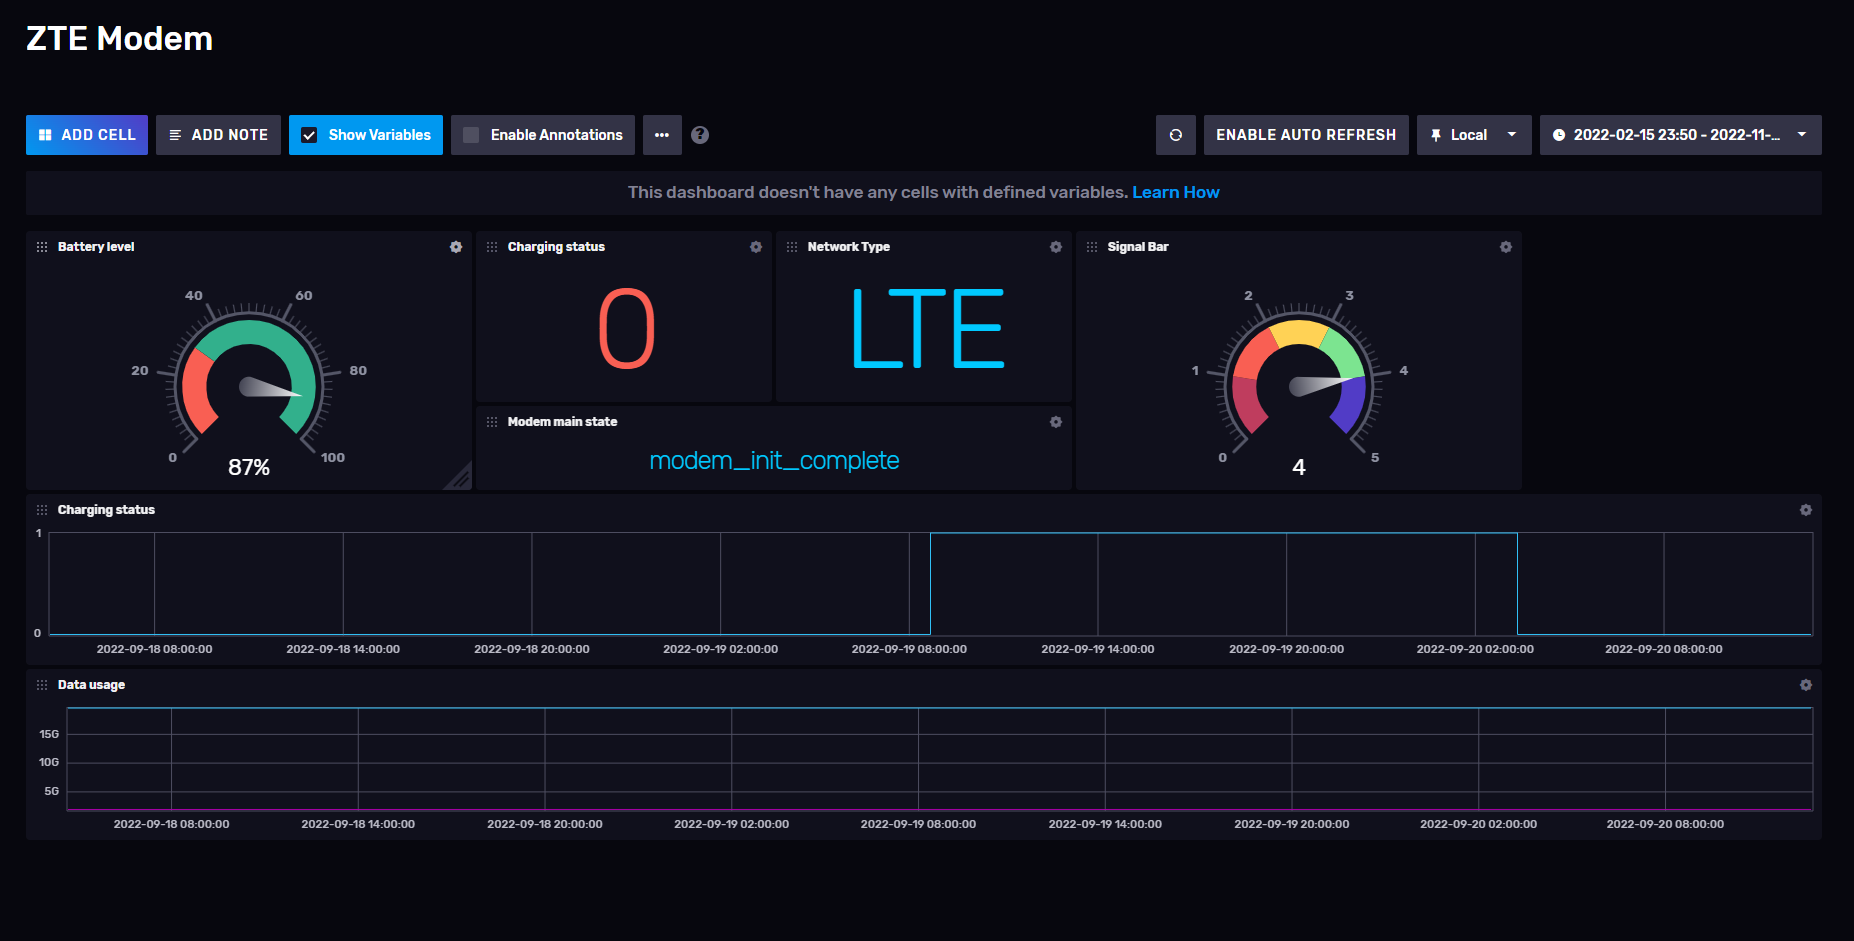 ZTE Modem
ADD CELL ADD NOTE Show Variables Enable Annotations ••• ? ENABLE AUTO REFRESH Local 2022-02-15 23:50 - 2022-11-...
This dashboard doesn't have any cells with defined variables. Learn How
Battery level
0
20
40
60
80
100
87%
Charging status
0
Network Type
LTE
Modem main state
modem_init_complete
Signal Bar
0
1
2
3
4
5
4
Charging status
1
0
2022-09-18 08:00:00 2022-09-18 14:00:00 2022-09-18 20:00:00 2022-09-19 02:00:00 2022-09-19 08:00:00 2022-09-19 14:00:00 2022-09-19 20:00:00 2022-09-20 02:00:00 2022-09-20 08:00:00
Data usage
15G
10G
5G
2022-09-18 08:00:00 2022-09-18 14:00:00 2022-09-18 20:00:00 2022-09-19 02:00:00 2022-09-19 08:00:00 2022-09-19 14:00:00 2022-09-19 20:00:00 2022-09-20 02:00:00 2022-09-20 08:00:00